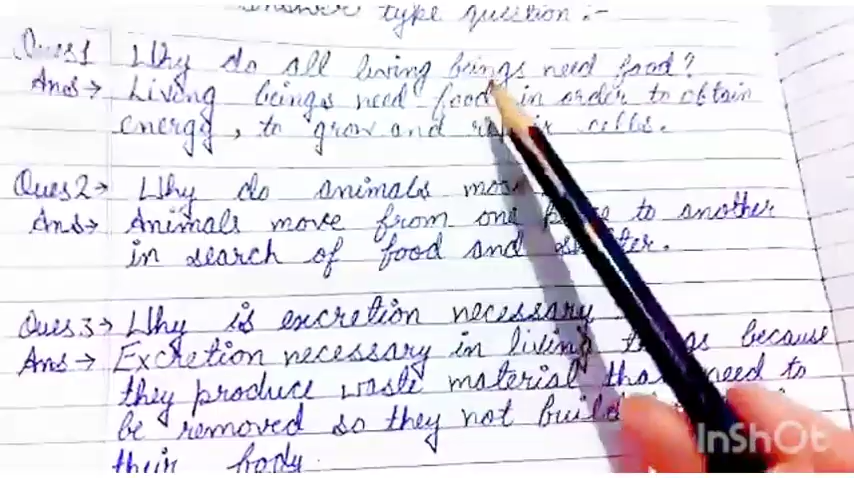 answer type question :-
Ques1 Why do all living beings need food?
Ans → Living beings need food in order to obtain
energy, to grow and cells.
Ques2→ Why do animals
Ans→ Animals move from one to another
in search of food and
Ques3→ Why is excretion necessary
Ans → Excretion necessary in living because
they produce waste material need to
be removed so they not build
their body.
InShOt